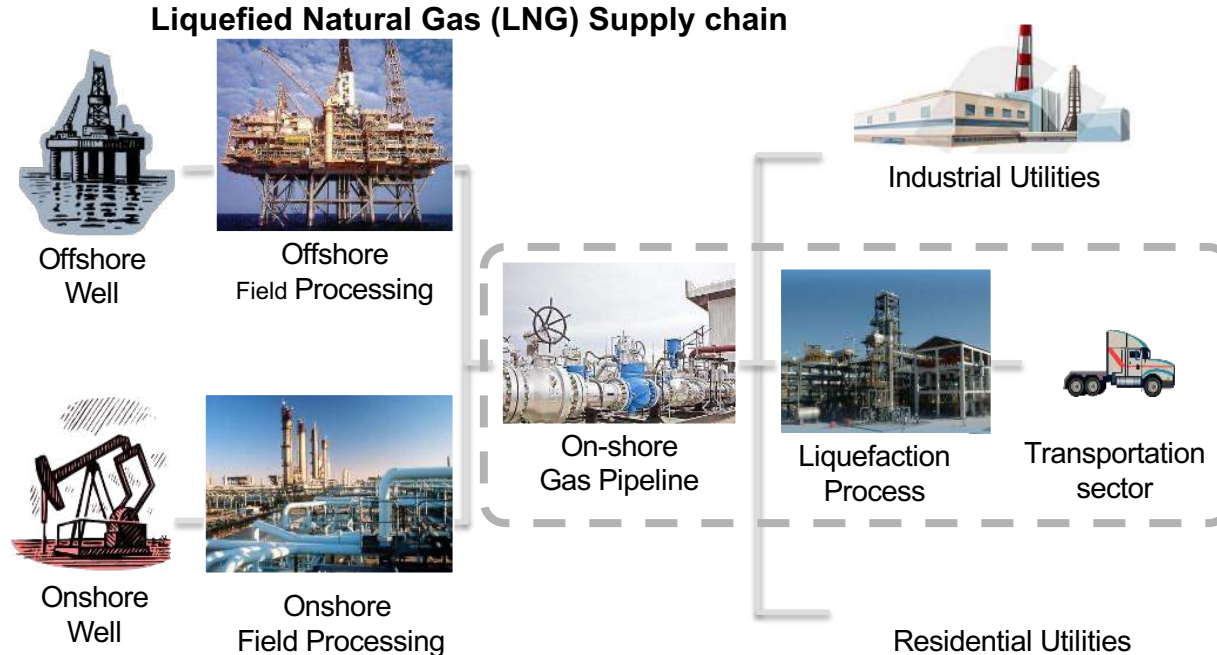 Liquefied Natural Gas (LNG) Supply chain
Offshore
Well
Offshore
Field Processing
Industrial Utilities
On-shore
Gas Pipeline
Liquefaction
Process
Transportation
sector
Onshore
Well
Onshore
Field Processing
Residential Utilities